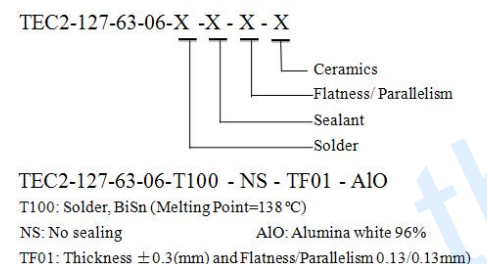 TEC2-127-63-06-X -X - X - X
Ceramics
Flatness/ Parallelism
Sealant
Solder
TEC2-127-63-06-T100 - NS - TF01 - AlO
T100: Solder, BiSn (Melting Point=138 ºC)
NS: No sealing AlO: Alumina white 96%
TF01: Thickness ±0.3(mm) and Flatness/Parallelism 0.13/0.13mm)